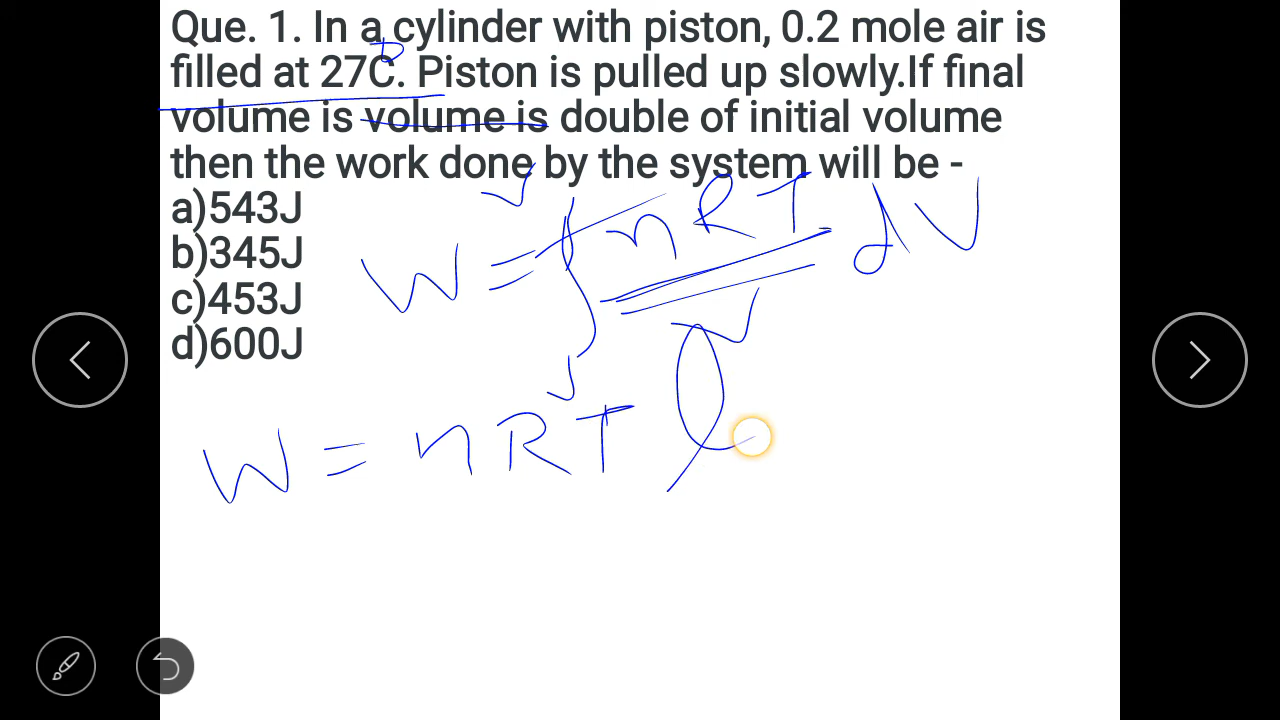 Que. 1. In a cylinder with piston, 0.2 mole air is
filled at 27C. Piston is pulled up slowly.If final
volume is volume is double of initial volume
then the work done by the system will be -
a)543J
b)345J
c)453J
d)600J
W = ∫ nRT/V dV
W = nRT l